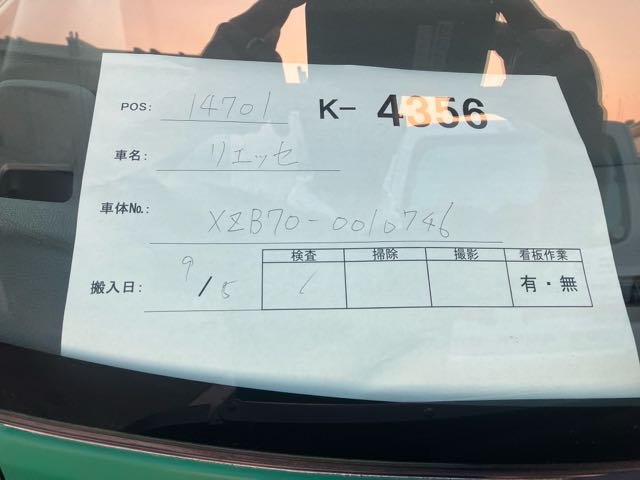 POS: 14701 K- 4356
車名: リエッセ
車体No.: XZB70-0010746
検査 掃除 撮影 看板作業
搬入日: 9/5 有・無